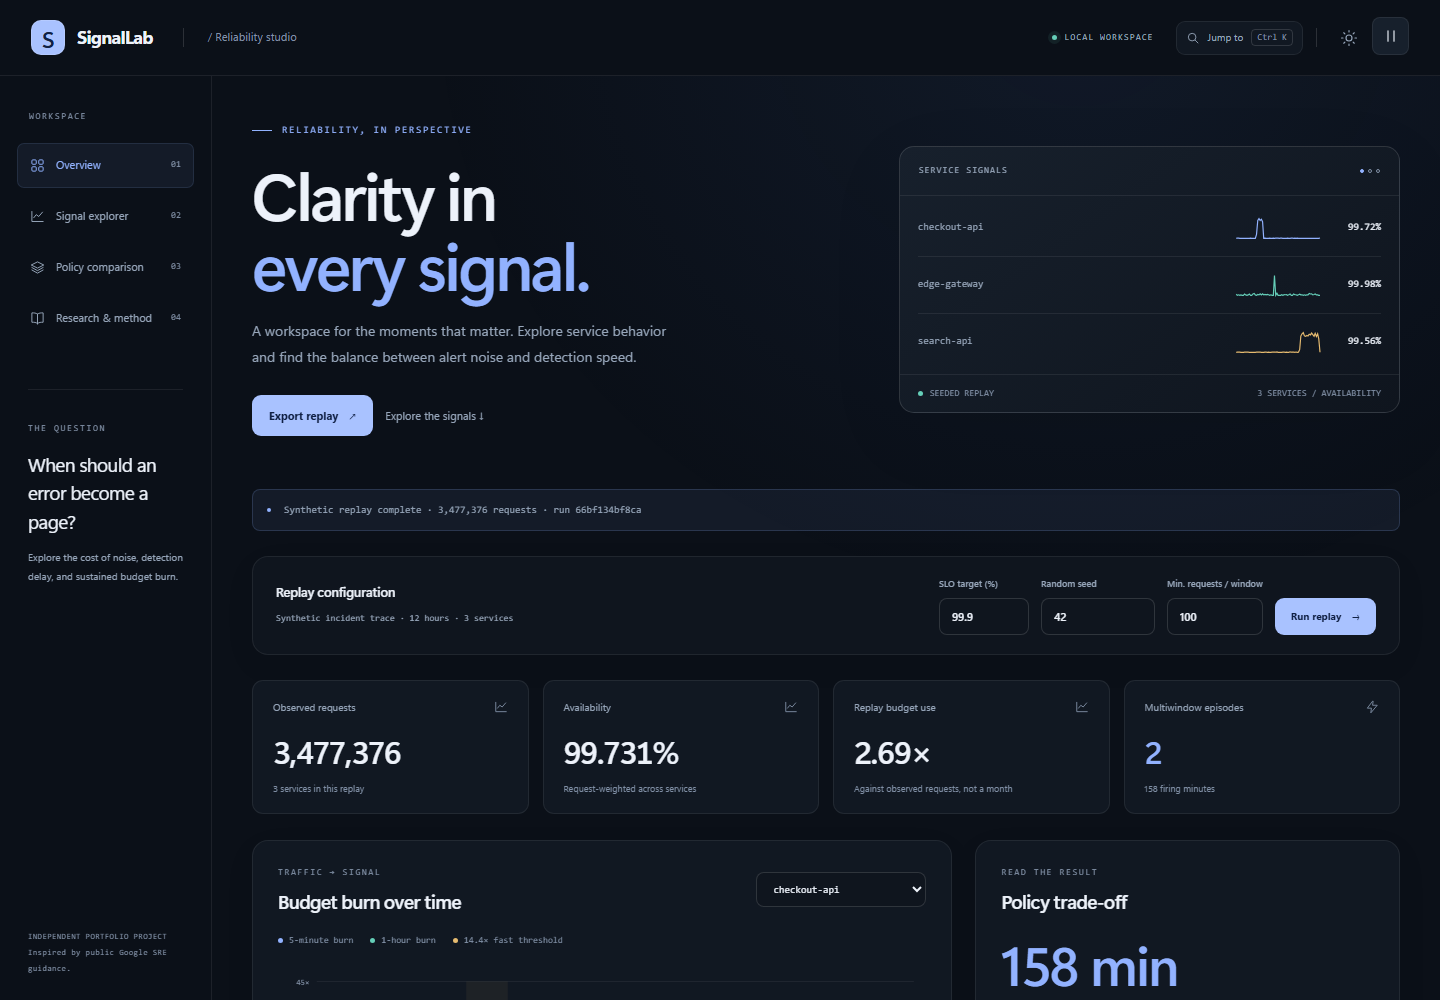 S SignalLab / Reliability studio LOCAL WORKSPACE Jump to Ctrl K
WORKSPACE
Overview 01
Signal explorer 02
Policy comparison 03
Research & method 04
THE QUESTION
When should an
error become a
page?
Explore the cost of noise, detection
delay, and sustained budget burn.
INDEPENDENT PORTFOLIO PROJECT
Inspired by public Google SRE
guidance.
RELIABILITY, IN PERSPECTIVE
Clarity in
every signal.
A workspace for the moments that matter. Explore service behavior
and find the balance between alert noise and detection speed.
Export replay ↗ Explore the signals ↓
SERVICE SIGNALS
checkout-api 99.72%
edge-gateway 99.98%
search-api 99.56%
SEEDED REPLAY 3 SERVICES / AVAILABILITY
Synthetic replay complete · 3,477,376 requests · run 66bf134bf8ca
Replay configuration
Synthetic incident trace · 12 hours · 3 services
SLO target (%) Random seed Min. requests / window
99.9 42 100 Run replay →
Observed requests
3,477,376
3 services in this replay
Availability
99.731%
Request-weighted across services
Replay budget use
2.69×
Against observed requests, not a month
Multiwindow episodes
2
158 firing minutes
TRAFFIC → SIGNAL
Budget burn over time
checkout-api
5-minute burn 1-hour burn 14.4× fast threshold
45×
READ THE RESULT
Policy trade-off
158 min